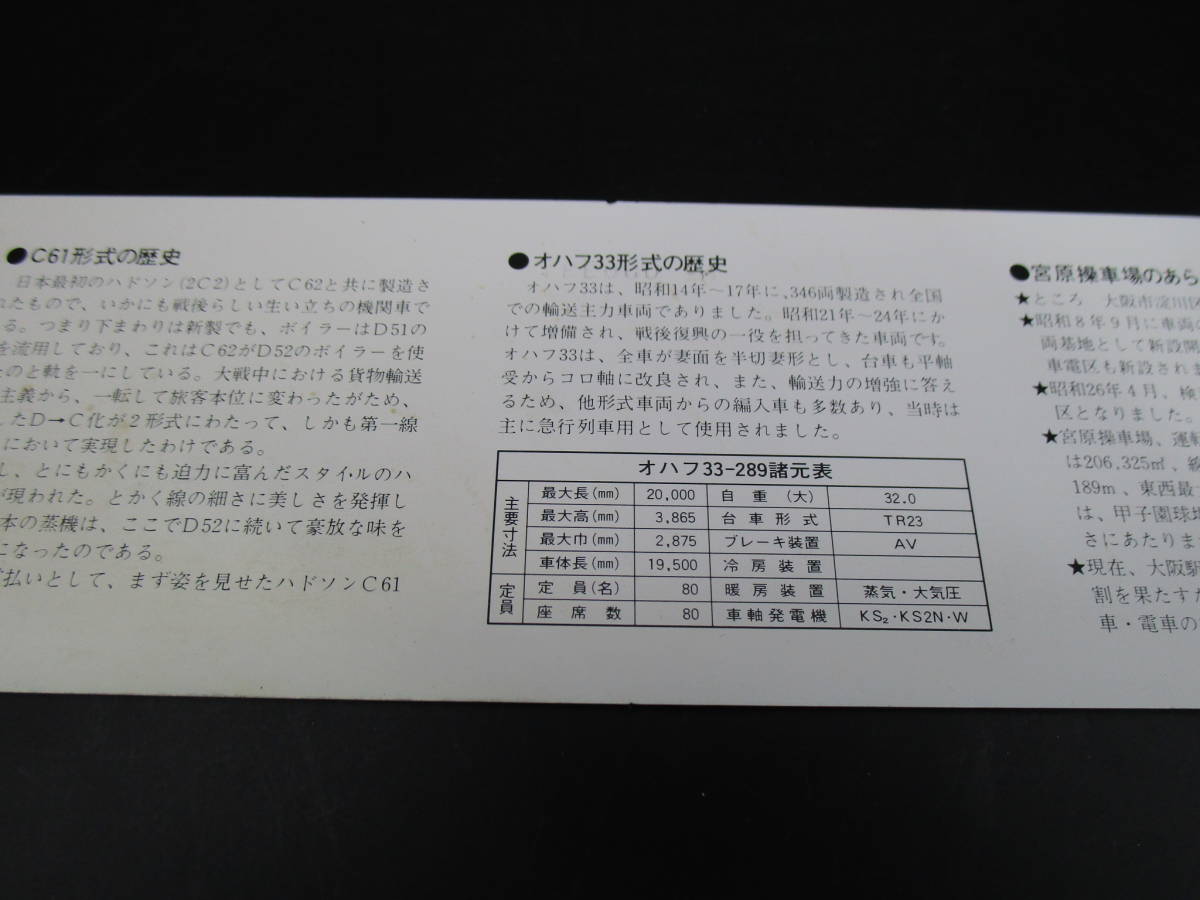 ●C61形式の歴史
日本最初のハドソン(2C2)としてC62と共に製造さ
れたもので、いかにも戦後らしい生い立ちの機関車で
る。つまり下まわりは新製でも、ボイラーはD51の
を流用しており、これはC62がD52のボイラーを使
たのと軌を一にしている。大戦中における貨物輸送
主義から、一転して旅客本位に変わったがため、
したD→C化が2形式にわたって、しかも第一線
において実現したわけである。
し、とにもかくにも迫力に富んだスタイルのハ
が現われた。とかく線の細さに美しさを発揮し
本の蒸機は、ここでD52に続いて豪放な味を
になったのである。
払いとして、まず姿を見せたハドソンC61
●オハフ33形式の歴史
オハフ33は、昭和14年～17年に、346両製造され全国
での輸送主力車両でありました。昭和21年～24年にか
けて増備され、戦後復興の一役を担ってきた車両です。
オハフ33は、全車が妻面を半切妻形とし、台車も平軸
受からコロ軸に改良され、また、輸送力の増強に答え
るため、他形式車両からの編入車も多数あり、当時は
主に急行列車用として使用されました。
オハフ33-289諸元表
主要寸法 最大長(mm) 20,000 自重(大) 32.0
最大高(mm) 3,865 台車形式 TR23
最大巾(mm) 2,875 ブレーキ装置 AV
車体長(mm) 19,500 冷房装置
定員 定員(名) 80 暖房装置 蒸気・大気圧
座席数 80 車軸発電機 KS₂・KS2N・W
●宮原操車場のあら
★ところ 大阪市淀川区
★昭和8年9月に車両の
両基地として新設開
車電区も新設されま
★昭和26年4月、検
区となりました。
★宮原操車場、運転
は206,325㎡、総
189m、東西最大
は、甲子園球場
さにあたりま
★現在、大阪駅
割を果たすた
車・電車の